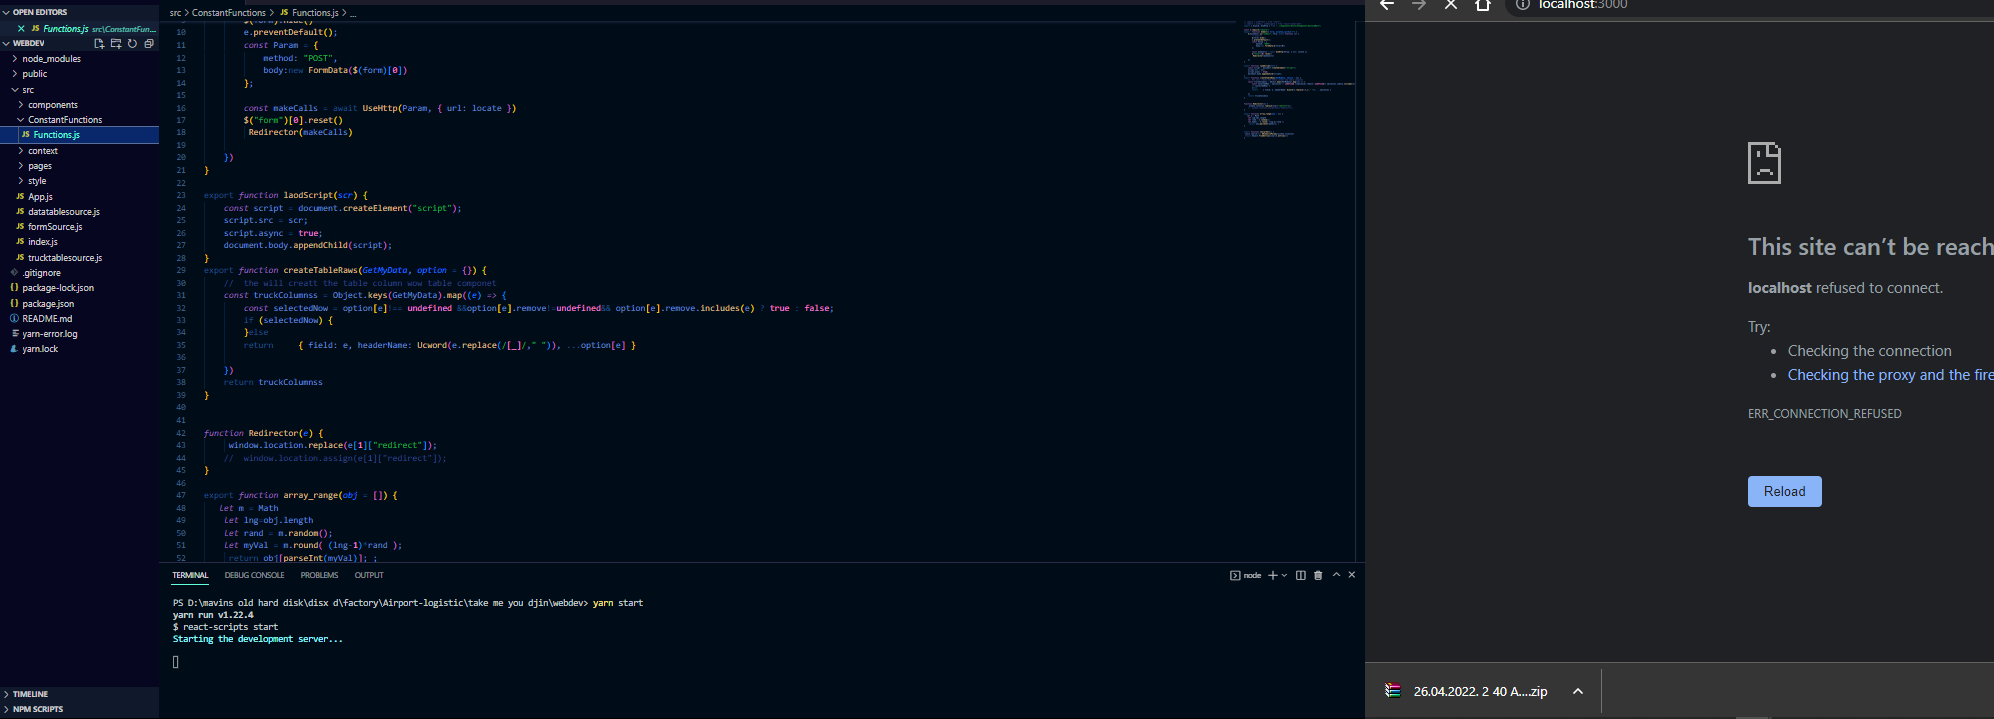 OPEN EDITORS
Functions.js src\ConstantFun...
WEBDEV
node_modules
public
src
components
ConstantFunctions
JS Functions.js
context
pages
style
JS App.js
JS datatablesource.js
JS formSource.js
JS index.js
JS trucktablesource.js
.gitignore
{} package-lock.json
{} package.json
README.md
yarn-error.log
yarn.lock
TIMELINE
NPM SCRIPTS
src > ConstantFunctions > JS Functions.js > ...
10 e.preventDefault();
11 const Param = {
12 method: "POST",
13 body:new FormData($(form)[0])
14 };
15
16 const makeCalls = await UseHttp(Param, { url: locate })
17 $("form")[0].reset()
18 Redirector(makeCalls)
19
20 })
21 }
22
23 export function laodScript(scr) {
24 const script = document.createElement("script");
25 script.src = scr;
26 script.async = true;
27 document.body.appendChild(script);
28 }
29 export function createTableRaws(GetMyData, option = {}) {
30 // the will creatt the table column wow table componet
31 const truckColumnss = Object.keys(GetMyData).map((e) => {
32 const selectedNow = option[e]!== undefined &&option[e].remove!=undefined&& option[e].remove.includes(e) ? true : false;
33 if (selectedNow) {
34 }else
35 return { field: e, headerName: Ucword(e.replace(/[_]/," ")), ...option[e] }
36
37 })
38 return truckColumnss
39 }
40
41
42 function Redirector(e) {
43 window.location.replace(e[1]["redirect"]);
44 // window.location.assign(e[1]["redirect"]);
45 }
46
47 export function array_range(obj = []) {
48 let m = Math
49 let lng=obj.length
50 let rand = m.random();
51 let myVal = m.round( (lng-1)*rand );
52 return obj[parseInt(myVal)]; ;
TERMINAL DEBUG CONSOLE PROBLEMS OUTPUT
node
PS D:\mavins old hard disk\disx d\factory\Airport-logistic\take me you djin\webdev> yarn start
yarn run v1.22.4
$ react-scripts start
Starting the development server...
localhost:3000
This site can't be reach
localhost refused to connect.
Try:
• Checking the connection
• Checking the proxy and the fire
ERR_CONNECTION_REFUSED
Reload
26.04.2022. 2 40 A....zip